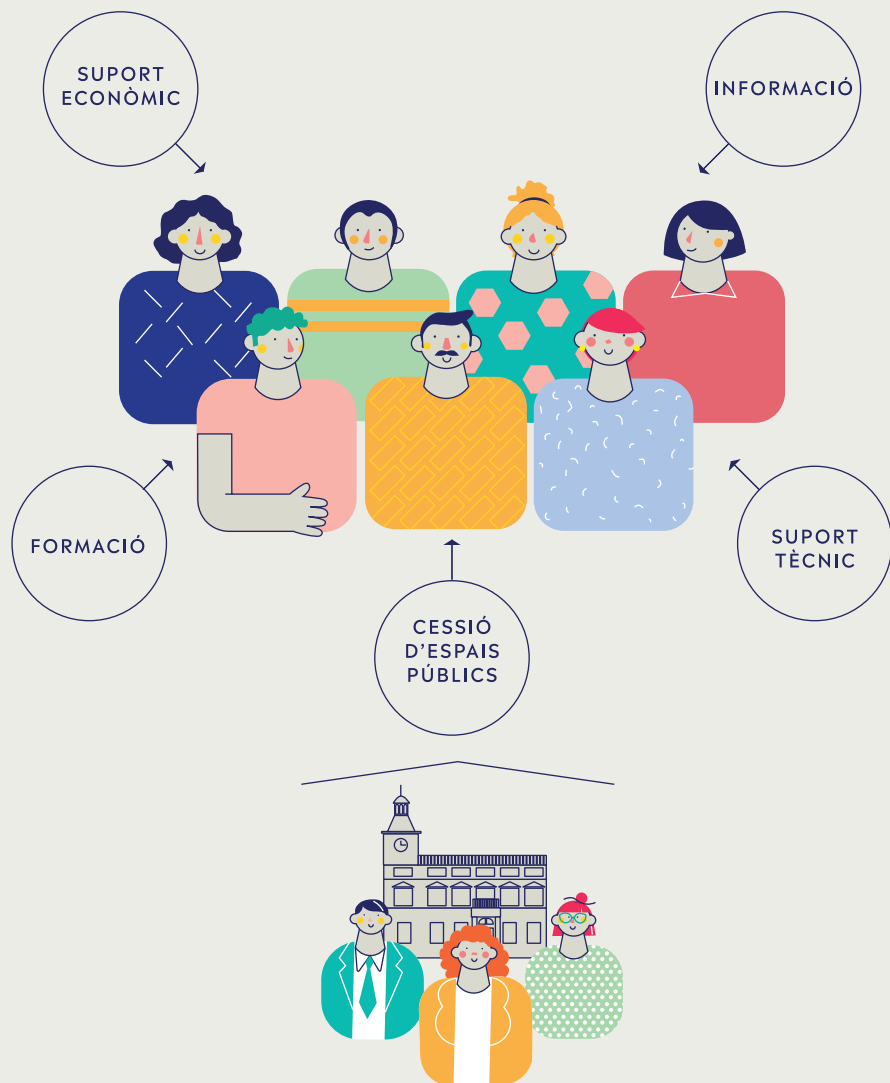 SUPORT
ECONÒMIC
INFORMACIÓ
FORMACIÓ
SUPORT
TÈCNIC
CESSIÓ
D'ESPAIS
PÚBLICS